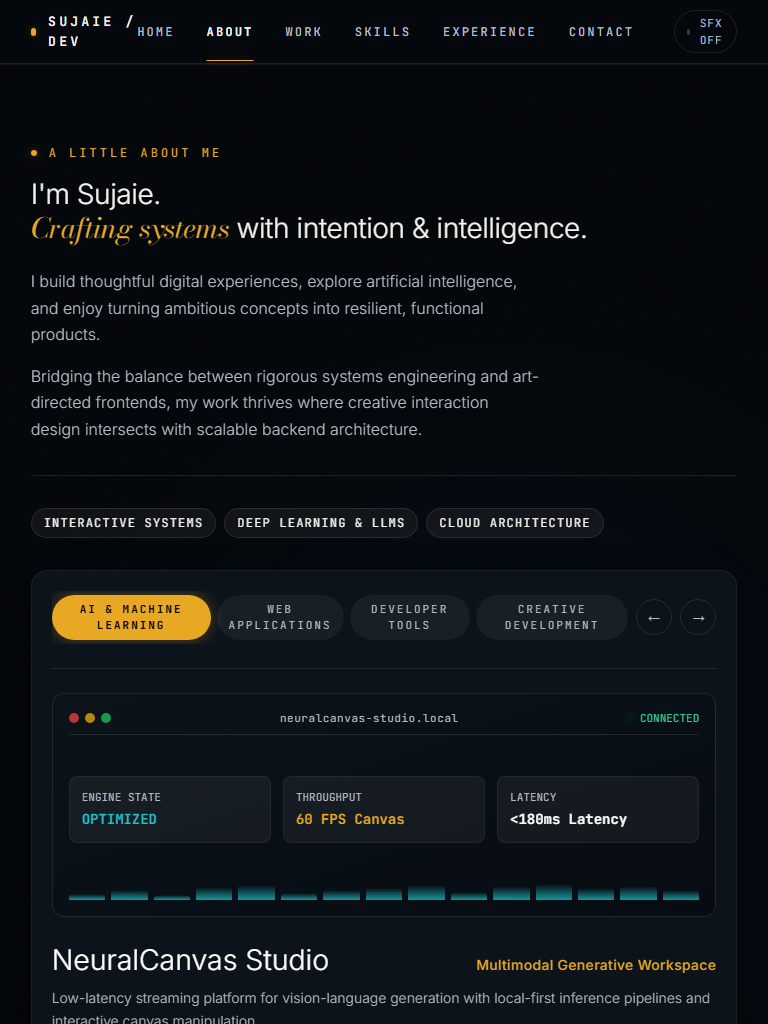 SUJAIE /
DEV
HOME ABOUT WORK SKILLS EXPERIENCE CONTACT
SFX
OFF
A LITTLE ABOUT ME
I'm Sujaie.
Crafting systems with intention & intelligence.
I build thoughtful digital experiences, explore artificial intelligence,
and enjoy turning ambitious concepts into resilient, functional
products.
Bridging the balance between rigorous systems engineering and art-
directed frontends, my work thrives where creative interaction
design intersects with scalable backend architecture.
INTERACTIVE SYSTEMS DEEP LEARNING & LLMS CLOUD ARCHITECTURE
AI & MACHINE
LEARNING
WEB
APPLICATIONS
DEVELOPER
TOOLS
CREATIVE
DEVELOPMENT
← →
neuralcanvas-studio.local CONNECTED
ENGINE STATE
OPTIMIZED
THROUGHPUT
60 FPS Canvas
LATENCY
<180ms Latency
NeuralCanvas Studio Multimodal Generative Workspace
Low-latency streaming platform for vision-language generation with local-first inference pipelines and
interactive canvas manipulation.